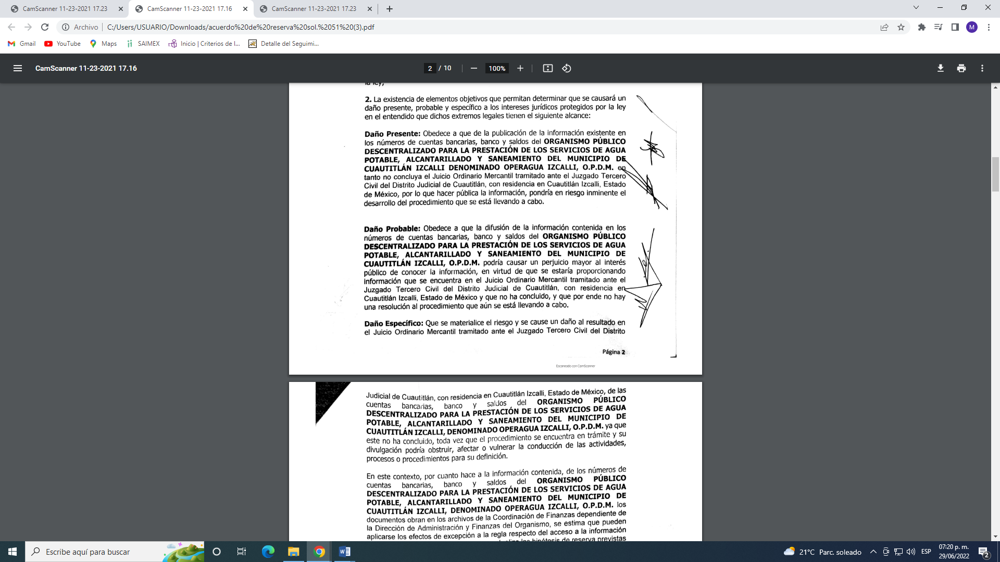 CamScanner 11-23-2021 17.23
CamScanner 11-23-2021 17.16
CamScanner 11-23-2021 17.23
Archivo
C:/Users/USUARIO/Downloads/acuerdo%20de%20reserva%20sol.%2051%20(3).pdf
M
Gmail
YouTube
Maps
SAIMEX
Inicio | Criterios de I...
Detalle del Seguimi...
CamScanner 11-23-2021 17.16
2 / 10
100%
la ley,
2. La existencia de elementos objetivos que permitan determinar que se causará un
daño presente, probable y específico a los intereses jurídicos protegidos por la ley
en el entendido que dichos extremos legales tienen el siguiente alcance:
Daño Presente: Obedece a que de la publicación de la información existente en
los números de cuentas bancarias, banco y saldos del ORGANISMO PÚBLICO
DESCENTRALIZADO PARA LA PRESTACIÓN DE LOS SERVICIOS DE AGUA
POTABLE, ALCANTARILLADO Y SANEAMIENTO DEL MUNICIPIO DE
CUAUTITLÁN IZCALLI DENOMINADO OPERAGUA IZCALLI, O.P.D.M. en
tanto no concluya el Juicio Ordinario Mercantil tramitado ante el Juzgado Tercero
Civil del Distrito Judicial de Cuautitlán, con residencia en Cuautitlán Izcalli, Estado
de México, por lo que hacer pública la información, pondría en riesgo inminente el
desarrollo del procedimiento que se está llevando a cabo.
Daño Probable: Obedece a que la difusión de la información contenida en los
números de cuentas bancarias, banco y saldos del ORGANISMO PÚBLICO
DESCENTRALIZADO PARA LA PRESTACIÓN DE LOS SERVICIOS DE AGUA
POTABLE, ALCANTARILLADO Y SANEAMIENTO DEL MUNICIPIO DE
CUAUTITLÁN IZCALLI, O.P.D.M. podría causar un perjuicio mayor al interés
público de conocer la información, en virtud de que se estaría proporcionando
información que se encuentra en el Juicio Ordinario Mercantil tramitado ante el
Juzgado Tercero Civil del Distrito Judicial de Cuautitlán, con residencia en
Cuautitlán Izcalli, Estado de México y que no ha concluido, y que por ende no hay
una resolución al procedimiento que aún se está llevando a cabo.
Daño Específico: Que se materialice el riesgo y se cause un daño al resultado en
el Juicio Ordinario Mercantil tramitado ante el Juzgado Tercero Civil del Distrito
Página 2
Escaneado con CamScanner
Judicial de Cuautitlán, con residencia en Cuautitlán Izcalli, Estado de México, de las
cuentas bancarias, banco y saldos del ORGANISMO PÚBLICO
DESCENTRALIZADO PARA LA PRESTACIÓN DE LOS SERVICIOS DE AGUA
POTABLE, ALCANTARILLADO Y SANEAMIENTO DEL MUNICIPIO DE
CUAUTITLÁN IZCALLI, DENOMINADO OPERAGUA IZCALLI, O.P.D.M. ya que
este no ha concluido, toda vez que el procedimiento se encuentra en trámite y su
divulgación podría obstruir, afectar o vulnerar la conducción de las actividades,
procesos o procedimientos para su definición.
En este contexto, por cuanto hace a la información contenida, de los números de
cuentas bancarias, banco y saldos del ORGANISMO PÚBLICO
DESCENTRALIZADO PARA LA PRESTACIÓN DE LOS SERVICIOS DE AGUA
POTABLE, ALCANTARILLADO Y SANEAMIENTO DEL MUNICIPIO DE
CUAUTITLÁN IZCALLI, DENOMINADO OPERAGUA IZCALLI, O.P.D.M. los
documentos obran en los archivos de la Coordinación de Finanzas dependiente de
la Dirección de Administración y Finanzas del Organismo, se estima que pueden
aplicarse los efectos de excepción a la regla respecto del acceso a la información
las hipótesis de reserva previstas
Escribe aquí para buscar
21°C Parc. soleado
ESP
07:20 p. m.
29/06/2022
2